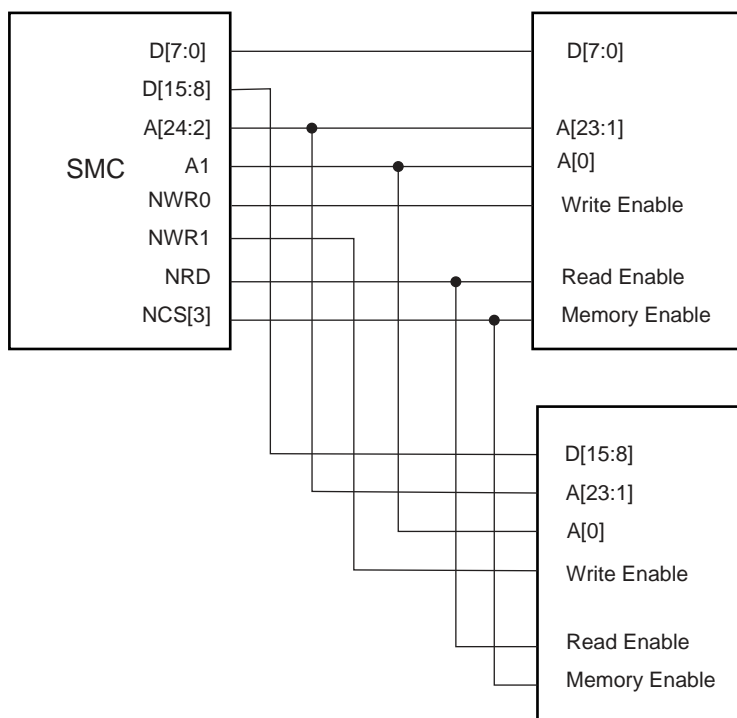 D[7:0]
D[15:8]
A[24:2]
SMC
A1
NWR0
NWR1
NRD
NCS[3]
D[7:0]
A[23:1]
A[0]
Write Enable
Read Enable
Memory Enable
D[15:8]
A[23:1]
A[0]
Write Enable
Read Enable
Memory Enable